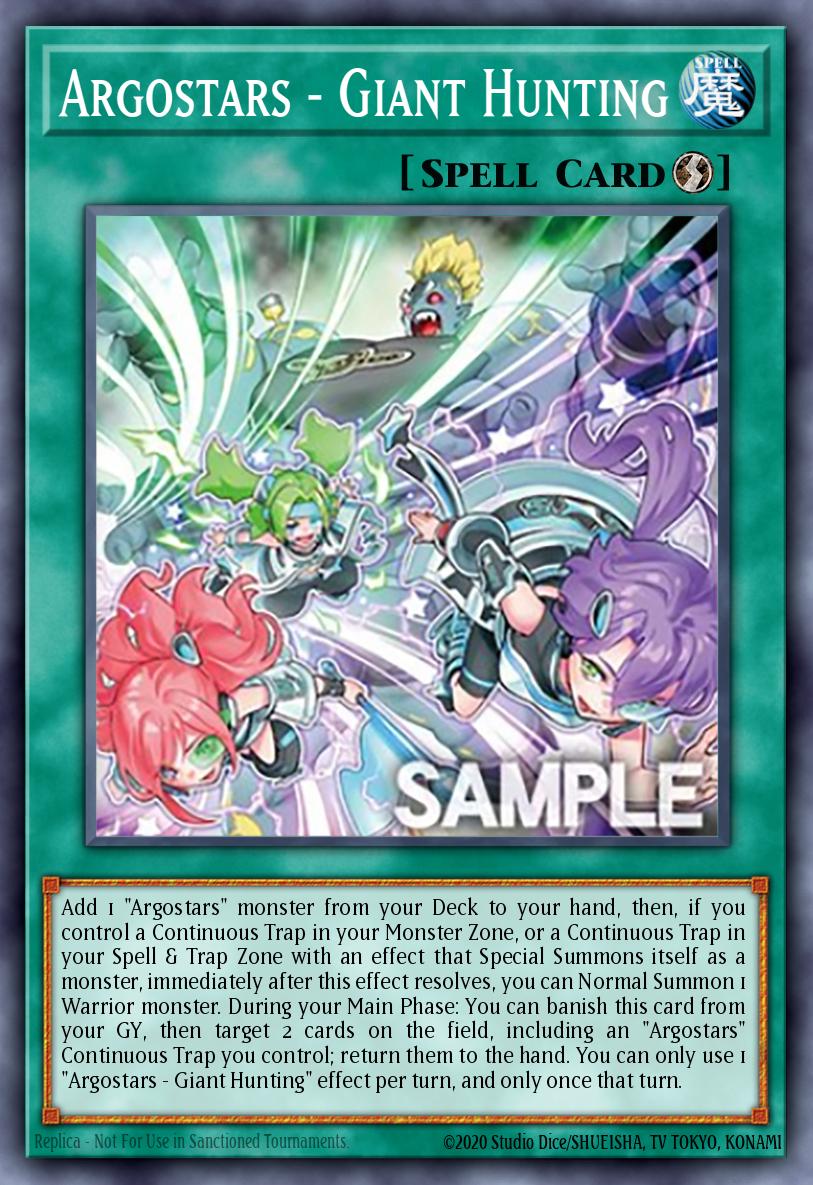 Argostars - Giant Hunting
SPELL
魔
[Spell Card]
SAMPLE
Add 1 "Argostars" monster from your Deck to your hand, then, if you
control a Continuous Trap in your Monster Zone, or a Continuous Trap in
your Spell & Trap Zone with an effect that Special Summons itself as a
monster, immediately after this effect resolves, you can Normal Summon 1
Warrior monster. During your Main Phase: You can banish this card from
your GY, then target 2 cards on the field, including an "Argostars"
Continuous Trap you control; return them to the hand. You can only use 1
"Argostars - Giant Hunting" effect per turn, and only once that turn.
Replica - Not For Use in Sanctioned Tournaments.
©2020 Studio Dice/SHUEISHA, TV TOKYO, KONAMI